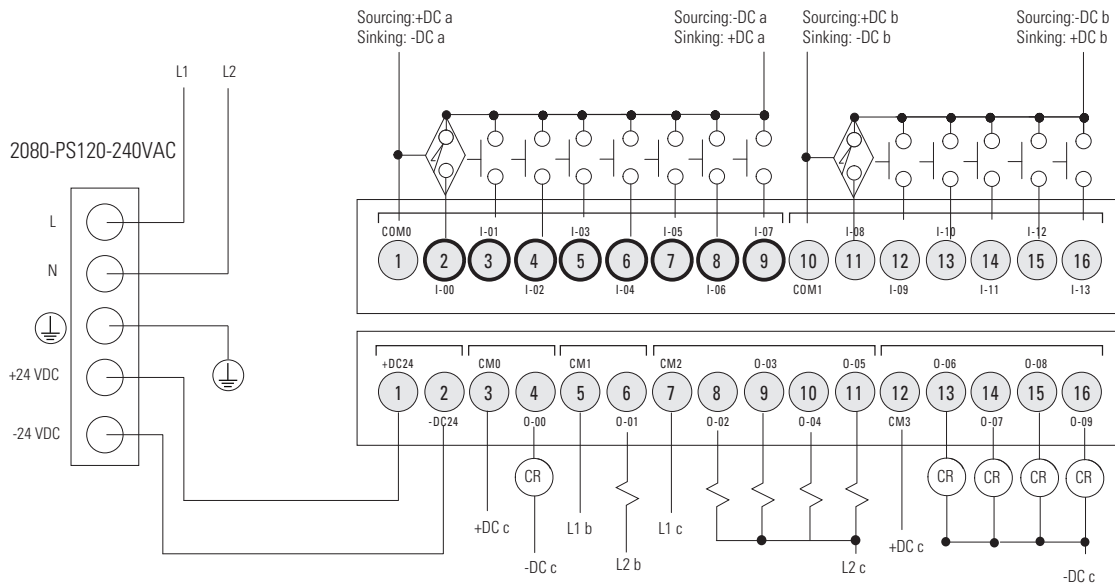 Sourcing:+DC a
Sinking: -DC a
Sourcing:-DC a
Sinking: +DC a
Sourcing:+DC b
Sinking: -DC b
Sourcing:-DC b
Sinking: +DC b
L1 L2
2080-PS120-240VAC
L
N
+24 VDC
-24 VDC
COM0 I-01 I-03 I-05 I-07 I-08 I-10 I-12
1 2 3 4 5 6 7 8 9 10 11 12 13 14 15 16
I-00 I-02 I-04 I-06 COM1 I-09 I-11 I-13
+DC24 CM0 CM1 CM2 O-03 O-05 O-06 O-08
1 2 3 4 5 6 7 8 9 10 11 12 13 14 15 16
-DC24 O-00 O-01 O-02 O-04 CM3 O-07 O-09
CR CR CR CR CR
+DC c L1 b L1 c
-DC c L2 b L2 c +DC c -DC c